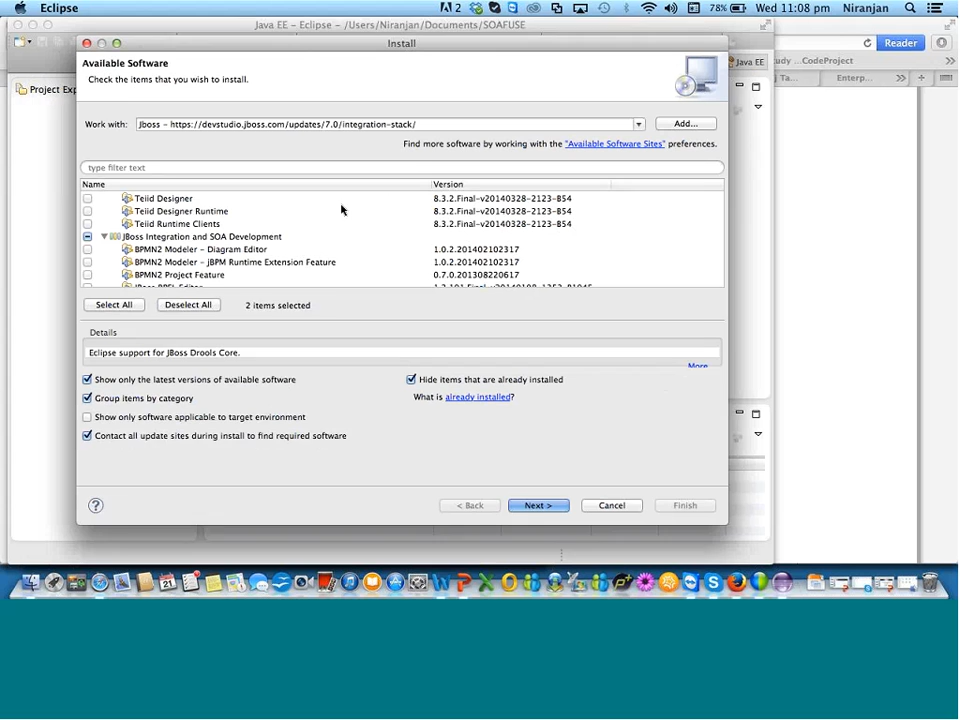 Eclipse 2 78% Wed 11:08 pm Niranjan
Java EE - Eclipse - /Users/Niranjan/Documents/SOAFUSE
Install
Reader
Available Software
Check the items that you wish to install.
Java EE
udy ...CodeProject
Ta...
Enterp...
Project Exp
Work with: Jboss - https://devstudio.jboss.com/updates/7.0/integration-stack/ Add...
Find more software by working with the "Available Software Sites" preferences.
type filter text
Name Version
Teiid Designer 8.3.2.Final-v20140328-2123-B54
Teiid Designer Runtime 8.3.2.Final-v20140328-2123-B54
Teiid Runtime Clients 8.3.2.Final-v20140328-2123-B54
JBoss Integration and SOA Development
BPMN2 Modeler - Diagram Editor 1.0.2.201402102317
BPMN2 Modeler - jBPM Runtime Extension Feature 1.0.2.201402102317
BPMN2 Project Feature 0.7.0.201308220617
Select All Deselect All 2 items selected
Details
Eclipse support for JBoss Drools Core.
More...
Show only the latest versions of available software Hide items that are already installed
Group items by category What is already installed?
Show only software applicable to target environment
Contact all update sites during install to find required software
? < Back Next > Cancel Finish